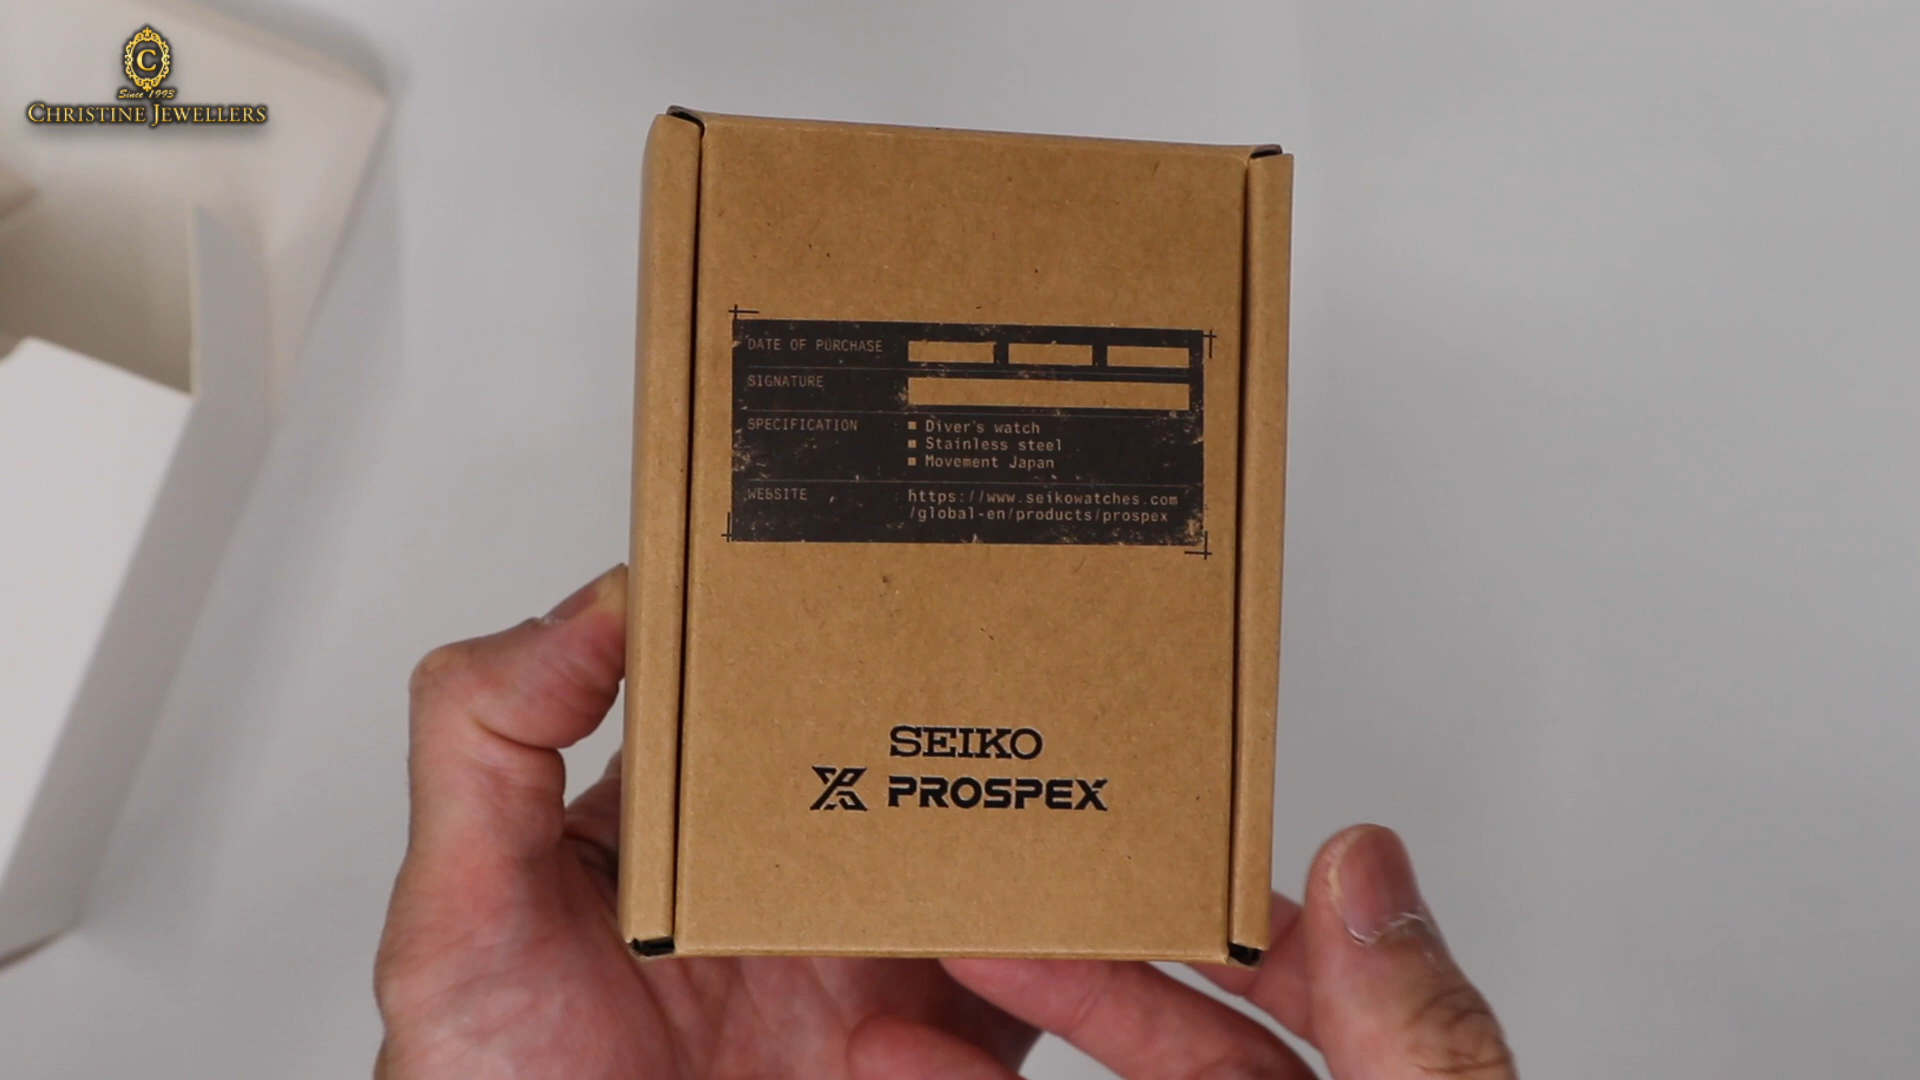 C
Since 1993
CHRISTINE JEWELLERS
DATE OF PURCHASE
SIGNATURE
SPECIFICATION
■ Diver's watch
■ Stainless steel
■ Movement Japan
WEBSITE
https://www.seikowatches.com
/global-en/products/prospex
SEIKO
PROSPEX